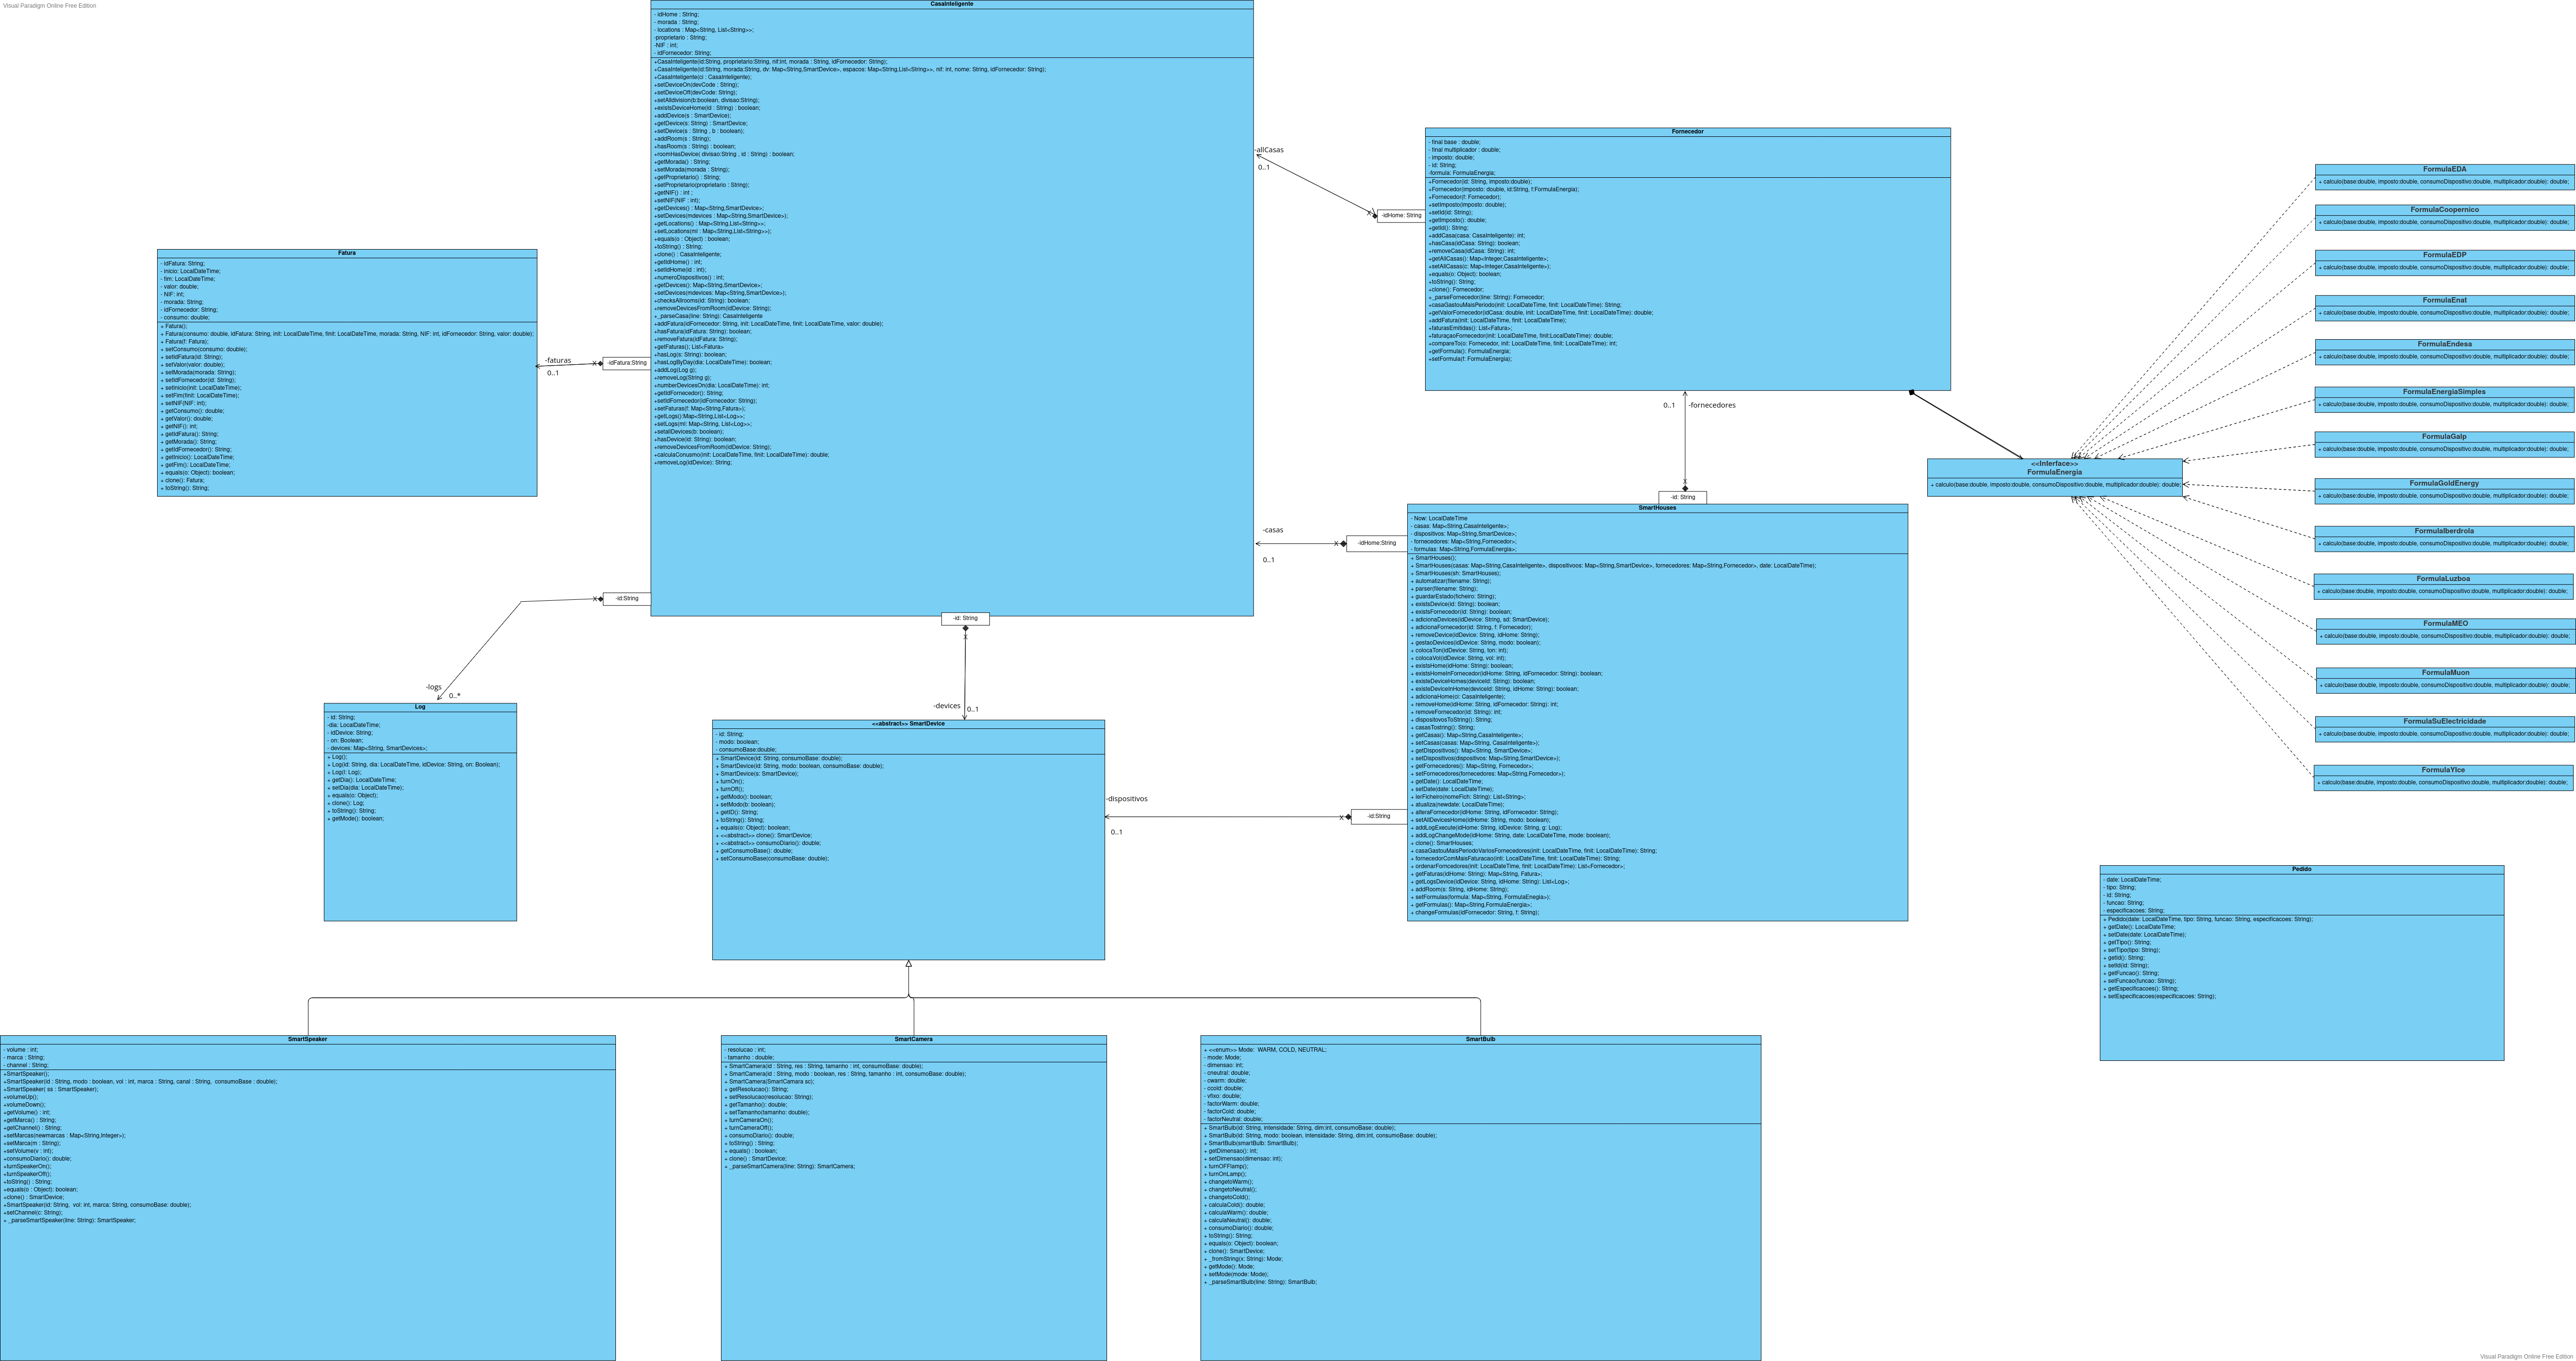 Visual Paradigm Online Free Edition
CasaInteligente
- idHome : String;
- morada : String;
- locations : Map<String, List<String>>;
-proprietario : String;
-NIF : int;
- idFornecedor: String;
+CasaInteligente(id:String, proprietario:String, nif:int, morada : String, idFornecedor: String);
+CasaInteligente(id:String, morada:String, dv: Map<String,SmartDevice>, espacos: Map<String,List<String>>, nif: int, nome: String, idFornecedor: String);
+CasaInteligente(ci : CasaInteligente);
+setDeviceOn(devCode : String);
+setDeviceOff(devCode: String);
+setAlldivision(b:boolean, divisao:String);
+existsDeviceHome(id : String) : boolean;
+addDevice(s : SmartDevice);
+getDevice(s: String) : SmartDevice;
+setDevice(s : String , b : boolean);
+addRoom(s : String);
+hasRoom(s : String) : boolean;
+roomHasDevice( divisao:String , id : String) : boolean;
+getMorada() : String;
+setMorada(morada : String);
+getProprietario() : String;
+setProprietario(proprietario : String);
+getNIF() : int ;
+setNIF(NIF : int);
+getDevices() : Map<String,SmartDevice>;
+setDevices(mdevices : Map<String,SmartDevice>);
+getLocations() : Map<String,List<String>>;
+setLocations(ml : Map<String,List<String>>);
+equals(o : Object) : boolean;
+toString() : String;
+clone() : CasaInteligente;
+getIdHome() : int;
+setIdHome(id : int);
+numeroDispositivos() : int;
+getDevices(): Map<String,SmartDevice>;
+setDevices(mdevices: Map<String,SmartDevice>);
+checksAllrooms(id: String): boolean;
+removeDevicesFromRoom(idDevice: String);
+_parseCasa(line: String): CasaInteligente
+addFatura(idFornecedor: String, init: LocalDateTime, finit: LocalDateTime, valor: double);
+hasFatura(idFatura: String): boolean;
+removeFatura(idFatura: String);
+getFaturas(): List<Fatura>
+hasLog(s: String): boolean;
+hasLogByDay(dia: LocalDateTime): boolean;
+addLog(Log g);
+removeLog(String g);
+numberDevicesOn(dia: LocalDateTime): int;
+getIdFornecedor(): String;
+setIdFornecedor(idFornecedor: String);
+setFaturas(f: Map<String,Fatura>);
+getLogs():Map<String,List<Log>>;
+setLogs(ml: Map<String, List<Log>>);
+setallDevices(b: boolean);
+hasDevice(id: String): boolean;
+removeDevicesFromRoom(idDevice: String);
+calculaConusmo(init: LocalDateTime, finit: LocalDateTime): double;
+removeLog(idDevice): String;
Fornecedor
- final base : double;
- final multiplicador : double;
- imposto: double;
- id: String;
-formula: FormulaEnergia;
+Fornecedor(id: String, imposto:double);
+Fornecedor(imposto: double, id:String, f:FormulaEnergia);
+Fornecedor(f: Fornecedor);
+setImposto(imposto: double);
+setId(id: String);
+getImposto(): double;
+getId(): String;
+addCasa(casa: CasaInteligente): int;
+hasCasa(idCasa: String): boolean;
+removeCasa(idCasa: String): int;
+getAllCasas(): Map<Integer,CasaInteligente>;
+setAllCasas(c: Map<Integer,CasaInteligente>);
+equals(o: Object): boolean;
+toString(): String;
+clone(): Fornecedor;
+_parseFornecedor(line: String): Fornecedor;
+casaGastouMaisPeriodo(init: LocalDateTime, finit: LocalDateTime): String;
+getValorFornecedor(idCasa: double, init: LocalDateTime, finit: LocalDateTime): double;
+addFatura(init: LocalDateTime, finit: LocalDateTime);
+faturasEmitidas(): List<Fatura>;
+faturaçaoFornecedor(init: LocalDateTime, finit:LocalDateTime): double;
+compareTo(o: Fornecedor, init: LocalDateTime, finit: LocalDateTime): int;
+getFormula(): FormulaEnergia;
+setFormula(f: FormulaEnergia);
-allCasas
0..1
X
-idHome: String
Fatura
- idFatura: String;
- inicio: LocalDateTime;
- fim: LocalDateTime;
- valor: double;
- NIF: int;
- morada: String;
- idFornecedor: String;
- consumo: double;
+ Fatura();
+ Fatura(consumo: double, idFatura: String, init: LocalDateTime, finit: LocalDateTime, morada: String, NIF: int, idFornecedor: String, valor: double);
+ Fatura(f: Fatura);
+ setConsumo(consumo: double);
+ setIdFatura(id: String);
+ setValor(valor: double);
+ setMorada(morada: String);
+ setIdFornecedor(id: String);
+ setInicio(init: LocalDateTime);
+ setFim(finit: LocalDateTime);
+ setNIF(NIF: int);
+ getConsumo(): double;
+ getValor(): double;
+ getNIF(): int;
+ getIdFatura(): String;
+ getMorada(): String;
+ getIdFornecedor(): String;
+ getInicio(): LocalDateTime;
+ getFim(): LocalDateTime;
+ equals(o: Object): boolean;
+ clone(): Fatura;
+ toString(): String;
-faturas
0..1
X
-idFatura:String
FormulaEDA
+ calculo(base:double, imposto:double, consumoDispositivo:double, multiplicador:double): double;
FormulaCoopernico
+ calculo(base:double, imposto:double, consumoDispositivo:double, multiplicador:double): double;
FormulaEDP
+ calculo(base:double, imposto:double, consumoDispositivo:double, multiplicador:double): double;
FormulaEnat
+ calculo(base:double, imposto:double, consumoDispositivo:double, multiplicador:double): double;
FormulaEndesa
+ calculo(base:double, imposto:double, consumoDispositivo:double, multiplicador:double): double;
FormulaEnergiaSimples
+ calculo(base:double, imposto:double, consumoDispositivo:double, multiplicador:double): double;
FormulaGalp
+ calculo(base:double, imposto:double, consumoDispositivo:double, multiplicador:double): double;
<<Interface>>
FormulaEnergia
+ calculo(base:double, imposto:double, consumoDispositivo:double, multiplicador:double): double;
FormulaGoldEnergy
+ calculo(base:double, imposto:double, consumoDispositivo:double, multiplicador:double): double;
FormulaIberdrola
+ calculo(base:double, imposto:double, consumoDispositivo:double, multiplicador:double): double;
FormulaLuzboa
+ calculo(base:double, imposto:double, consumoDispositivo:double, multiplicador:double): double;
FormulaMEO
+ calculo(base:double, imposto:double, consumoDispositivo:double, multiplicador:double): double;
FormulaMuon
+ calculo(base:double, imposto:double, consumoDispositivo:double, multiplicador:double): double;
FormulaSuElectricidade
+ calculo(base:double, imposto:double, consumoDispositivo:double, multiplicador:double): double;
FormulaYlce
+ calculo(base:double, imposto:double, consumoDispositivo:double, multiplicador:double): double;
0..1
-fornecedores
X
-id: String
SmartHouses
- Now: LocalDateTime
- casas: Map<String,CasaInteligente>;
- dispositivos: Map<String,SmartDevice>;
- fornecedores: Map<String,Fornecedor>;
- formulas: Map<String,FormulaEnergia>;
+ SmartHouses();
+ SmartHouses(casas: Map<String,CasaInteligente>, dispositivoos: Map<String,SmartDevice>, fornecedores: Map<String,Fornecedor>, date: LocalDateTime);
+ SmartHouses(sh: SmartHouses);
+ automatizar(filename: String);
+ parser(filename: String);
+ guardarEstado(ficheiro: String);
+ existsDevice(id: String): boolean;
+ existsFornecedor(id: String): boolean;
+ adicionaDevices(idDevice: String, sd: SmartDevice);
+ adicionaFornecedor(id: String, f: Fornecedor);
+ removeDevice(idDevice: String, idHome: String);
+ gestaoDevices(idDevice: String, modo: boolean);
+ colocaTon(idDevice: String, ton: int);
+ colocaVol(idDevice: String, vol: int);
+ existsHome(idHome: String): boolean;
+ existsHomeInFornecedor(idHome: String, idFornecedor: String): boolean;
+ existeDeviceHomes(deviceId: String): boolean;
+ existeDeviceInHome(deviceId: String, idHome: String): boolean;
+ adicionaHome(ci: CasaInteligente);
+ removeHome(idHome: String, idFornecedor: String): int;
+ removeFornecedor(id: String): int;
+ dispositovosToString(): String;
+ casasTostring(): String;
+ getCasas(): Map<String,CasaInteligente>;
+ setCasas(casas: Map<String, CasaInteligente>);
+ getDispositivos(): Map<String, SmartDevice>;
+ setDispositivos(dispositivos: Map<String,SmartDevice>);
+ getFornecedores(): Map<String, Fornecedor>;
+ setFornecedores(fornecedores: Map<String,Fornecedor>);
+ getDate(): LocalDateTime;
+ setDate(date: LocalDateTime);
+ lerFicheiro(nomeFich: String): List<String>;
+ atualiza(newdate: LocalDateTime);
+ alteraFornecedor(idHome: String, idFornecedor: String);
+ setAllDevicesHome(idHome: String, modo: boolean);
+ addLogExecute(idHome: String, idDevice: String, g: Log);
+ addLogChangeMode(idHome: String, date: LocalDateTime, mode: boolean);
+ clone(): SmartHouses;
+ casaGastouMaisPeriodoVariosFornecedores(init: LocalDateTime, finit: LocalDateTime): String;
+ fornecedorComMaisFaturacao(initi: LocalDateTime, finit: LocalDateTime): String;
+ ordenarForncedores(init: LocalDateTime, finit: LocalDateTime): List<Fornecedor>;
+ getFaturas(idHome: String): Map<String, Fatura>;
+ getLogsDevice(idDevice: String, idHome: String): List<Log>;
+ addRoom(s: String, idHome: String);
+ setFormulas(formula: Map<String, FormulaEnegia>);
+ getFormulas(): Map<String,FormulaEnergia>;
+ changeFormulas(idFornecedor: String, f: String);
-casas
0..1
X
-idHome:String
X
-id:String
-logs
0..*
-id: String
X
-devices
0..1
Log
- id: String;
-dia: LocalDateTime;
- idDevice: String;
- on: Boolean;
- devices: Map<String, SmartDevices>;
+ Log();
+ Log(id: String, dia: LocalDateTime, idDevice: String, on: Boolean);
+ Log(l: Log);
+ getDia(): LocalDateTime;
+ setDia(dia: LocalDateTime);
+ equals(o: Object);
+ clone(): Log;
+ toString(): String;
+ getMode(): boolean;
<<abstract>> SmartDevice
- id: String;
- modo: boolean;
- consumoBase:double;
+ SmartDevice(id: String, consumoBase: double);
+ SmartDevice(id: String, modo: boolean, consumoBase: double);
+ SmartDevice(s: SmartDevice);
+ turnOn();
+ turnOff();
+ getModo(): boolean;
+ setModo(b: boolean);
+ getID(): String;
+ toString(): String;
+ equals(o: Object): boolean;
+ <<abstract>> clone(): SmartDevice;
+ <<abstract>> consumoDiario(): double;
+ getConsumoBase(): double;
+ setConsumoBase(consumoBase: double);
-dispositivos
0..1
X
-id:String
Pedido
- date: LocalDateTime;
- tipo: String;
- id: String;
- funcao: String;
- especificacoes: String;
+ Pedido(date: LocalDateTime, tipo: String, funcao: String, especificacoes: String);
+ getDate(): LocalDateTime;
+ setDate(date: LocalDateTime);
+ getTipo(): String;
+ setTipo(tipo: String);
+ getId(): String;
+ setId(id: String);
+ getFuncao(): String;
+ setFuncao(funcao: String);
+ getEspecificacoes(): String;
+ setEspecificacoes(especificacoes: String);
SmartSpeaker
- volume : int;
- marca : String;
- channel : String;
+SmartSpeaker();
+SmartSpeaker(id : String, modo : boolean, vol : int, marca : String, canal : String, consumoBase : double);
+SmartSpeaker( ss : SmartSpeaker);
+volumeUp();
+volumeDown();
+getVolume() : int;
+getMarca() : String;
+getChannel() : String;
+setMarcas(newmarcas : Map<String,Integer>);
+setMarca(m : String);
+setVolume(v : int);
+consumoDiario(): double;
+turnSpeakerOn();
+turnSpeakerOff();
+toString() : String;
+equals(o : Object): boolean;
+clone() : SmartDevice;
+SmartSpeaker(id: String, vol: int, marca: String, consumoBase: double);
+setChannel(c: String);
+ _parseSmartSpeaker(line: String): SmartSpeaker;
SmartCamera
- resolucao : int;
- tamanho : double;
+ SmartCamera(id : String, res : String, tamanho : int, consumoBase: double);
+ SmartCamera(id : String, modo : boolean, res : String, tamanho : int, consumoBase : double);
+ SmartCamera(SmartCamara sc);
+ getResolucao(): String;
+ setResolucao(resolucao: String);
+ getTamanho(): double;
+ setTamanho(tamanho: double);
+ turnCameraOn();
+ turnCameraOff();
+ consumoDiario(): double;
+ toString() : String;
+ equals() : boolean;
+ clone() : SmartDevice;
+ _parseSmartCamera(line: String): SmartCamera;
SmartBulb
+ <<enum>> Mode: WARM, COLD, NEUTRAL;
- mode: Mode;
- dimensao: int;
- cneutral: double;
- cwarm: double;
- ccold: double;
- vfixo: double;
- factorWarm: double;
- factorCold: double;
- factorNeutral: double;
+ SmartBulb(id: String, intensidade: String, dim:int, consumoBase: double);
+ SmartBulb(id: String, modo: boolean, intensidade: String, dim:int, consumoBase: double);
+ SmartBulb(smartBulb: SmartBulb);
+ getDimensao(): int;
+ setDimensao(dimensao: int);
+ turnOFFlamp();
+ turnOnLamp();
+ changetoWarm();
+ changetoNeutral();
+ changetoCold();
+ calculaCold(): double;
+ calculaWarm(): double;
+ calculaNeutral(): double;
+ consumoDiario(): double;
+ toString(): String;
+ equals(o: Object): boolean;
+ clone(): SmartDevice;
+ _fromString(x: String): Mode;
+ getMode(): Mode;
+ setMode(mode: Mode);
+ _parseSmartBulb(line: String): SmartBulb;
Visual Paradigm Online Free Edition